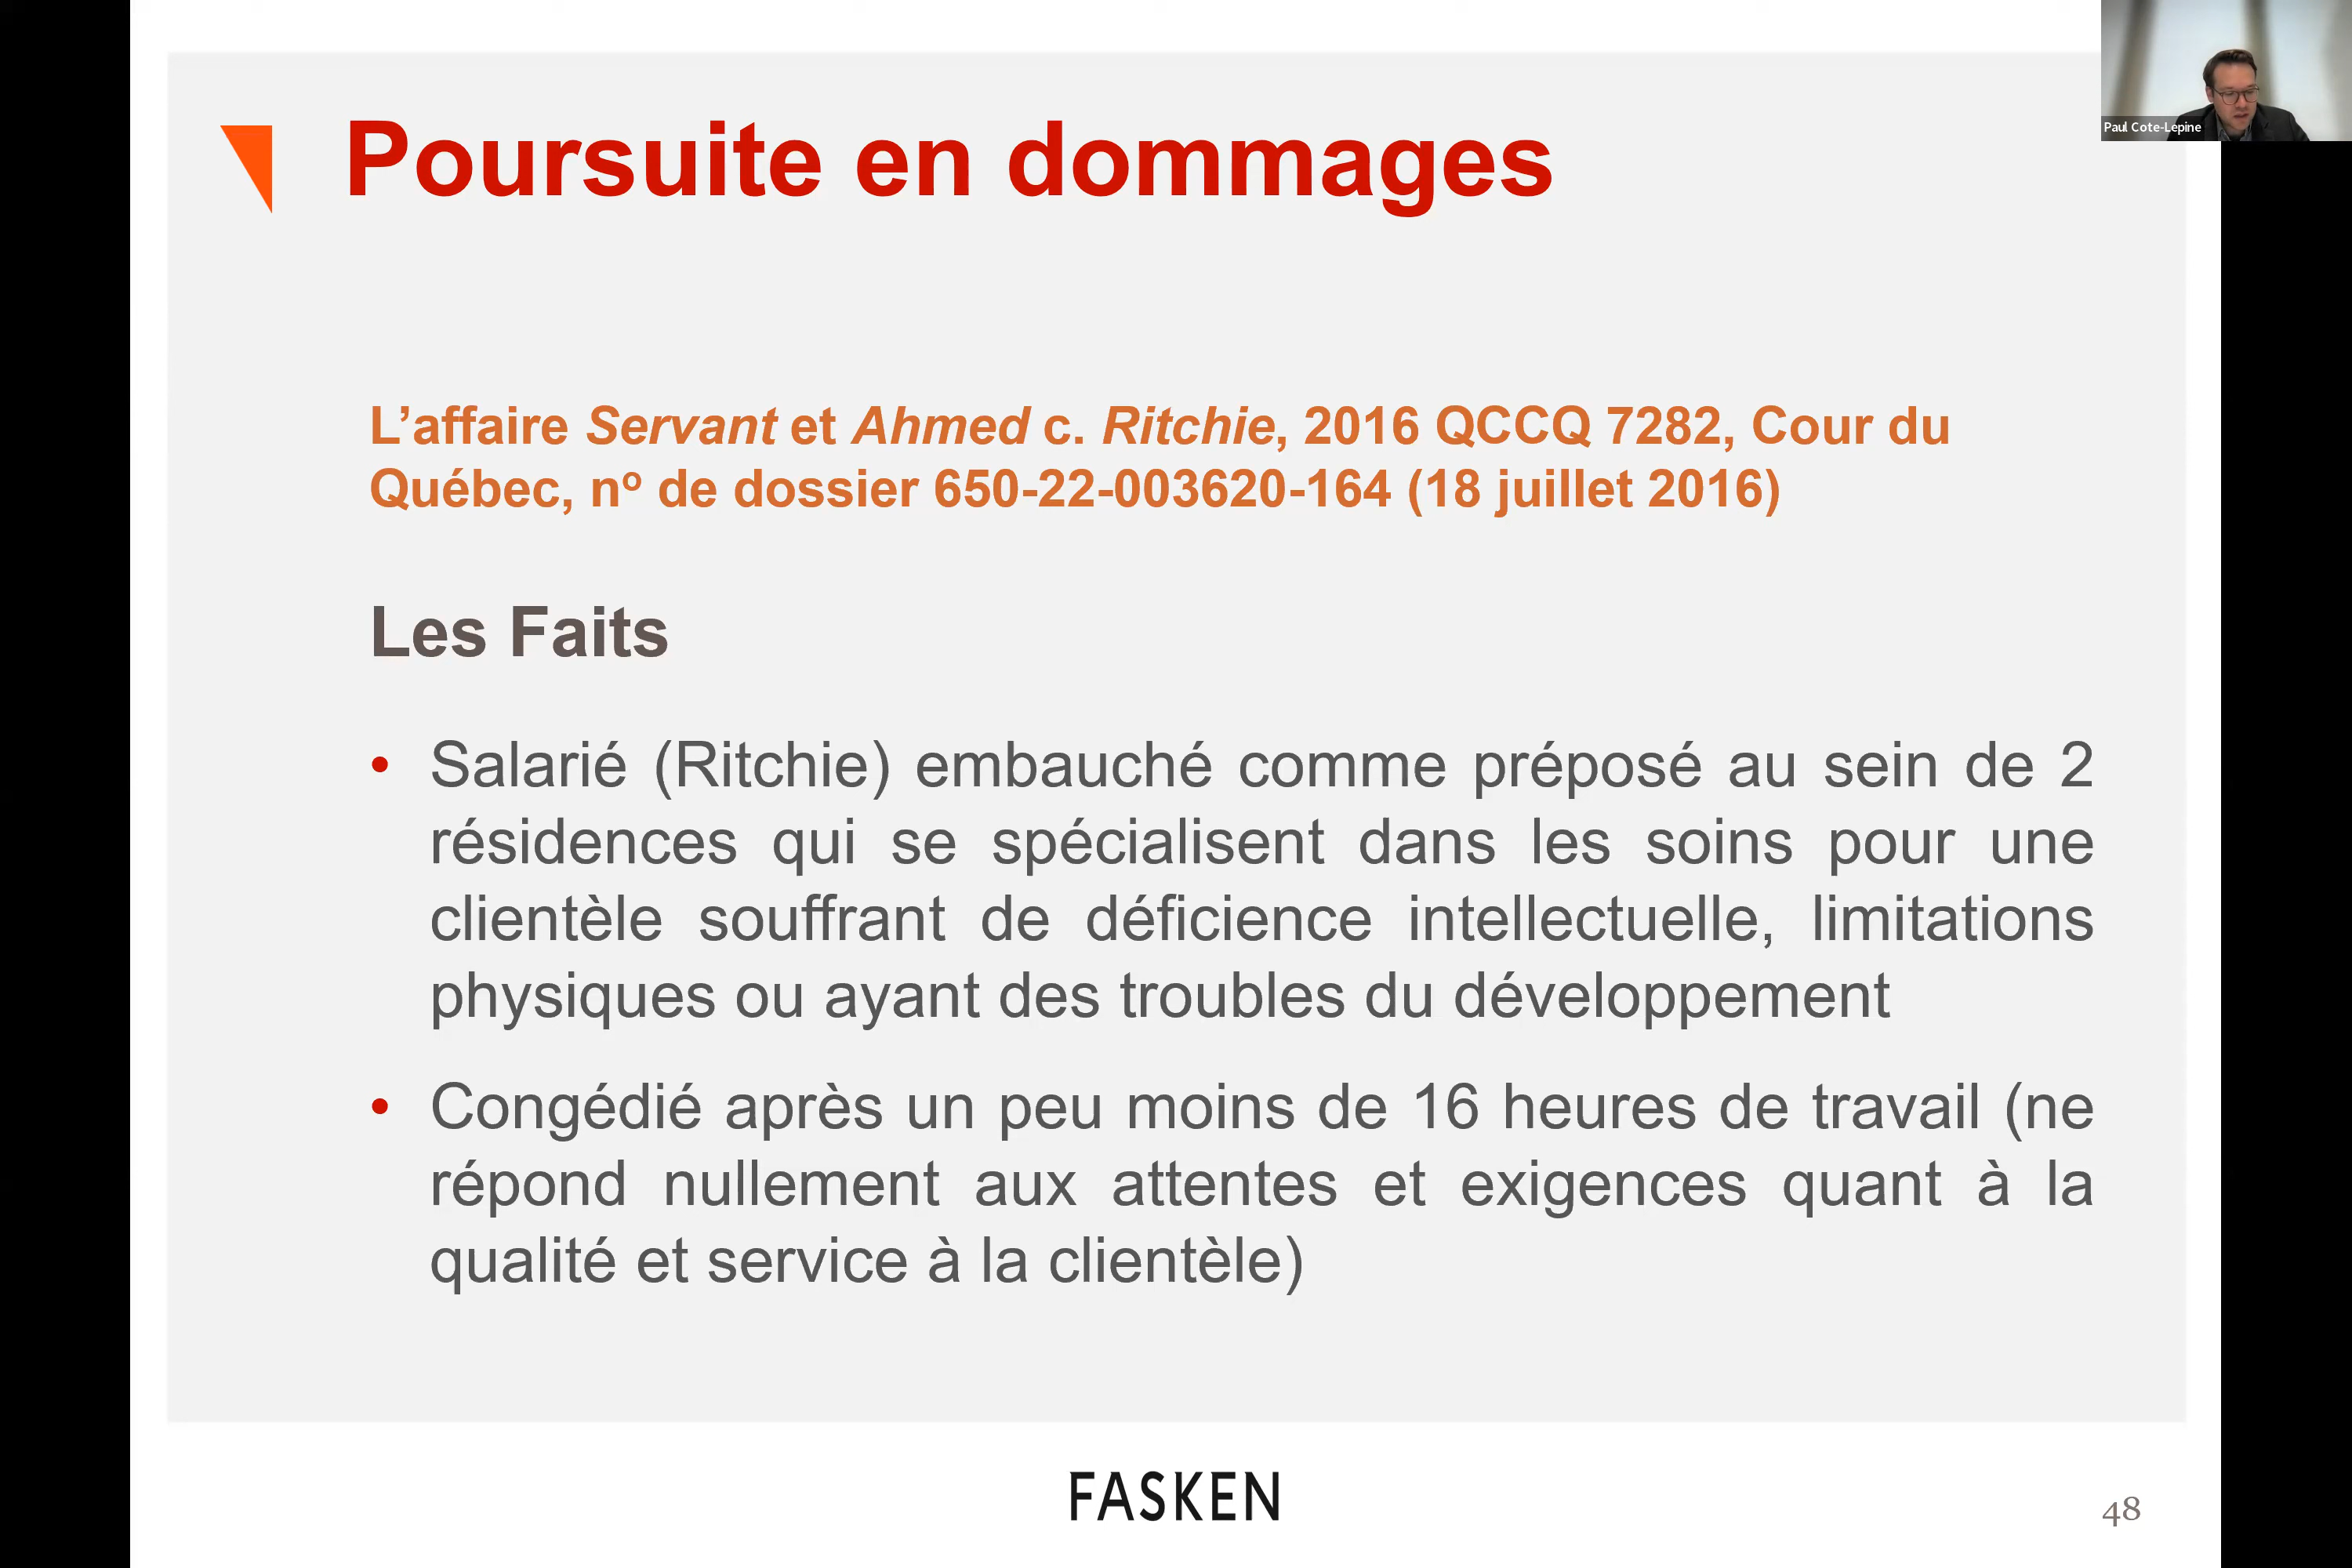 Paul Cote-Lepine
Poursuite en dommages
L’affaire Servant et Ahmed c. Ritchie, 2016 QCCQ 7282, Cour du
Québec, nº de dossier 650-22-003620-164 (18 juillet 2016)
Les Faits
• Salarié (Ritchie) embauché comme préposé au sein de 2
résidences qui se spécialisent dans les soins pour une
clientèle souffrant de déficience intellectuelle, limitations
physiques ou ayant des troubles du développement
• Congédié après un peu moins de 16 heures de travail (ne
répond nullement aux attentes et exigences quant à la
qualité et service à la clientèle)
FASKEN
48